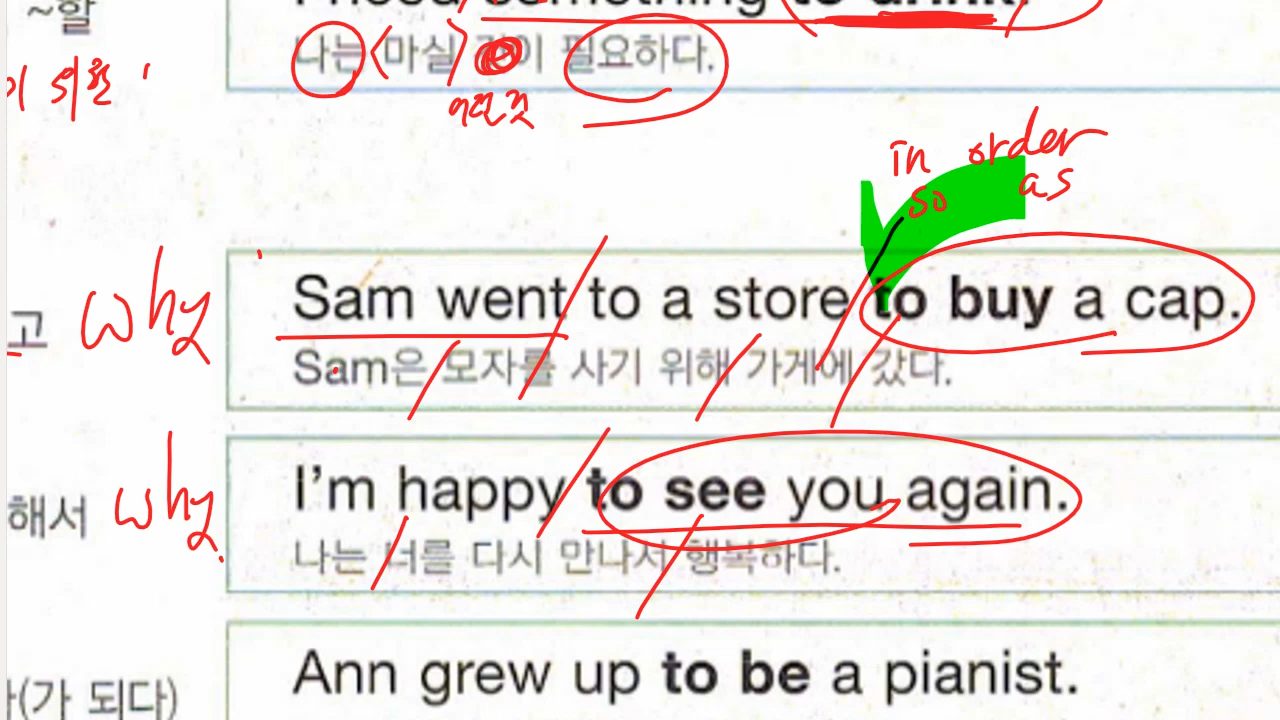 ~할 I need something to drink.
나는 <마실> 것이 필요하다.
어떤 것
in order
so as
Sam went to a store to buy a cap.
고 why Sam은 모자를 사기 위해 가게에 갔다.
I'm happy to see you again.
해서 why 나는 너를 다시 만나서 행복하다.
Ann grew up to be a pianist.
(가 되다)